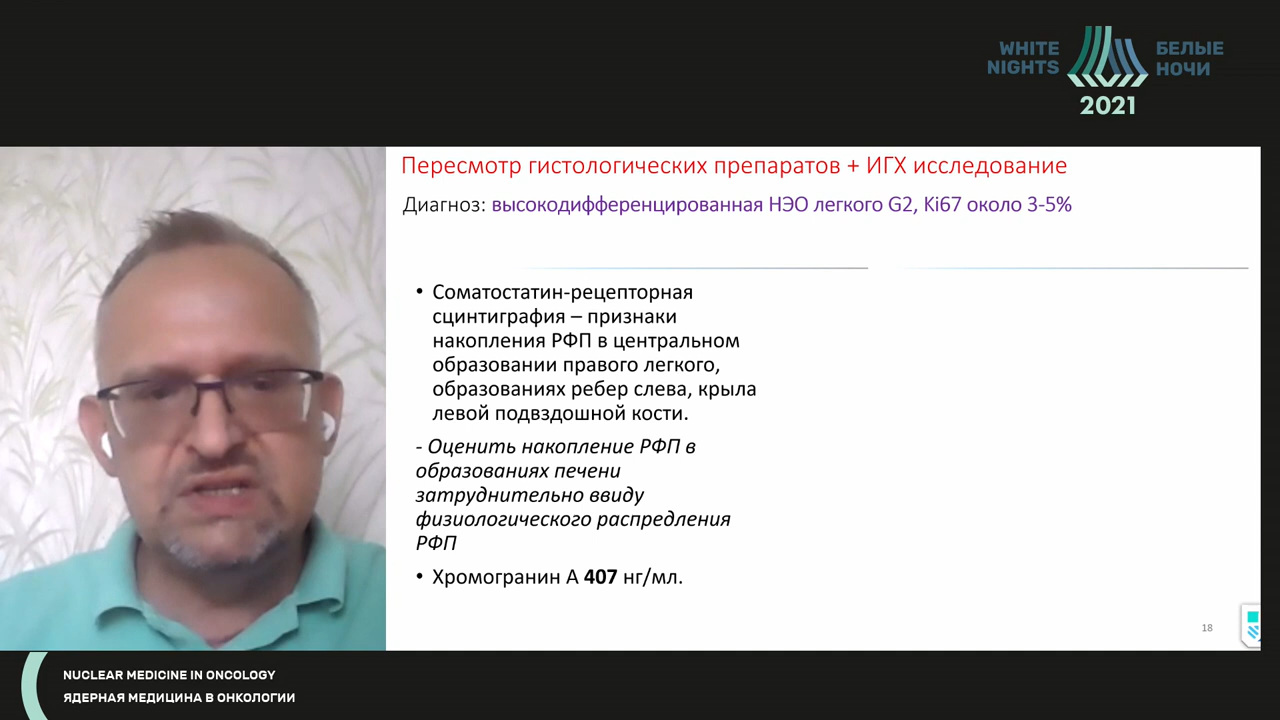 WHITE
NIGHTS
БЕЛЫЕ
НОЧИ
2021
Пересмотр гистологических препаратов + ИГХ исследование
Диагноз: высокодифференцированная НЭО легкого G2, Ki67 около 3-5%
• Соматостатин-рецепторная
сцинтиграфия – признаки
накопления РФП в центральном
образовании правого легкого,
образованиях ребер слева, крыла
левой подвздошной кости.
- Оценить накопление РФП в
образованиях печени
затруднительно ввиду
физиологического распредления
РФП
• Хромогранин А 407 нг/мл.
18
NUCLEAR MEDICINE IN ONCOLOGY
ЯДЕРНАЯ МЕДИЦИНА В ОНКОЛОГИИ